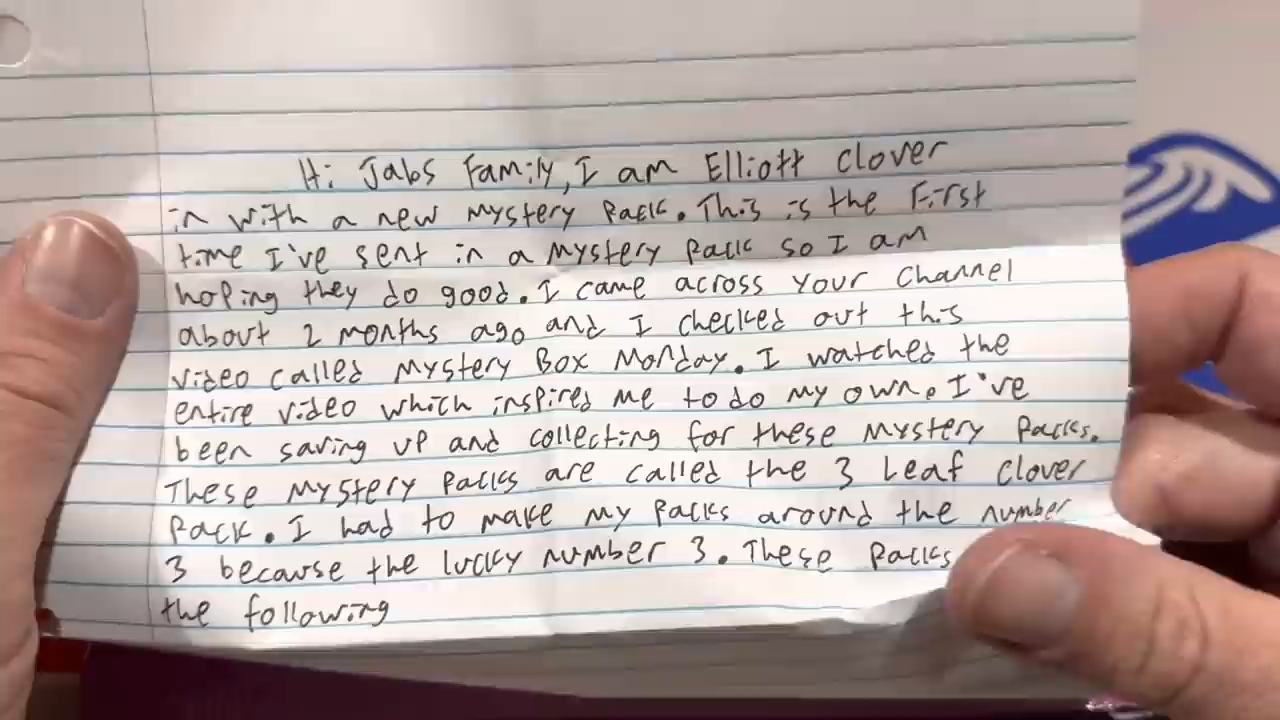 Hi Jabs Family, I am Elliott Clover
in with a new mystery pack. This is the First
time I've sent in a mystery pack so I am
hoping they do good. I came across your channel
about 2 months ago and I checked out this
video called Mystery Box Monday. I watched the
entire video which inspired me to do my own. I've
been saving up and collecting for these mystery packs.
These mystery packs are called the 3 Leaf Clover
Pack. I had to make my packs around the number
3 because the lucky number 3. These packs
the following